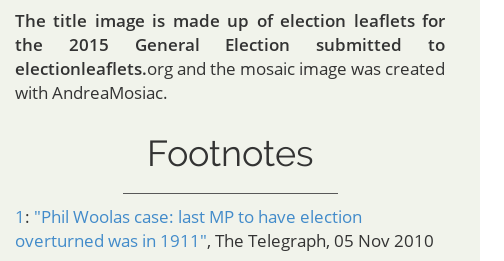 The title image is made up of election leaflets for
the 2015 General Election submitted to
electionleaflets.org and the mosaic image was created
with AndreaMosiac.
Footnotes
1: "Phil Woolas case: last MP to have election
overturned was in 1911", The Telegraph, 05 Nov 2010